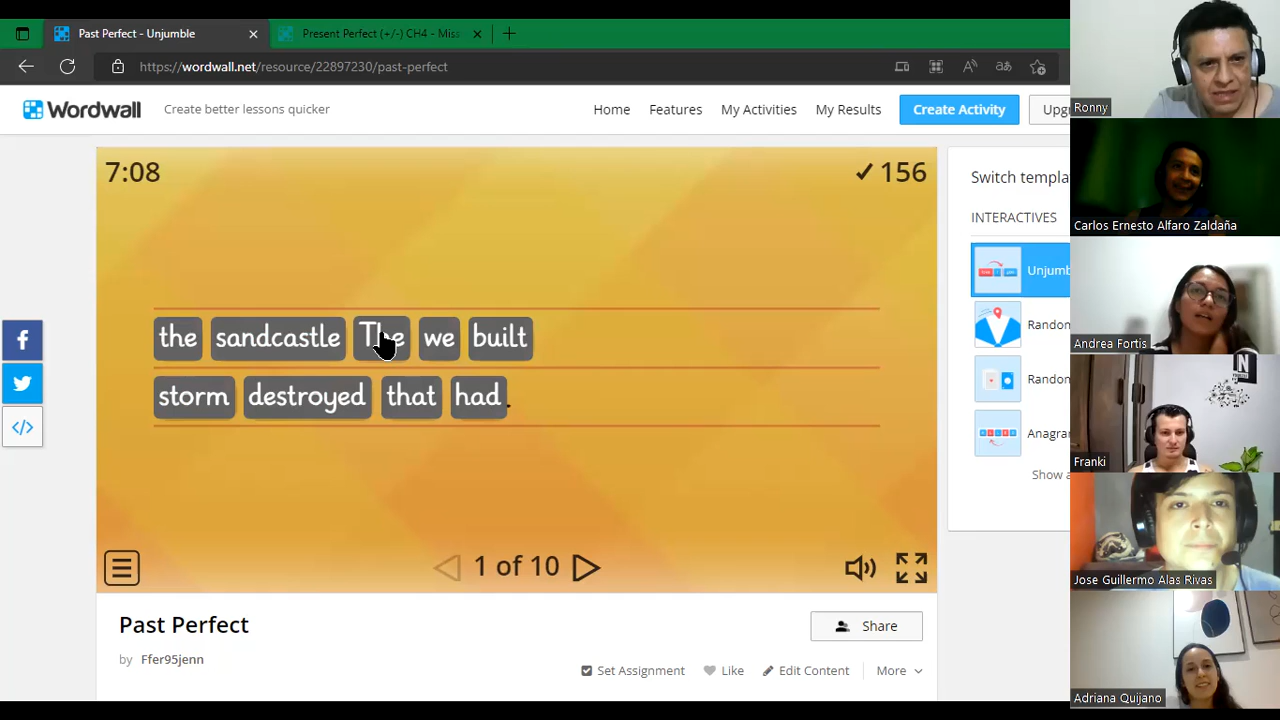 Past Perfect - Unjumble
Present Perfect (+/-) CH4 - Miss
https://wordwall.net/resource/22897230/past-perfect
Wordwall
Create better lessons quicker
Home
Features
My Activities
My Results
Create Activity
Upg
7:08
156
the sandcastle The we built
storm destroyed that had.
1 of 10
Past Perfect
by Ffer95jenn
Share
Set Assignment
Like
Edit Content
More
Switch templa
INTERACTIVES
Unjumb
Random
Random
Anagra
Show a
Ronny
Carlos Ernesto Alfaro Zaldaña
Andrea Fortis
Franki
Jose Guillermo Alas Rivas
Adriana Quijano